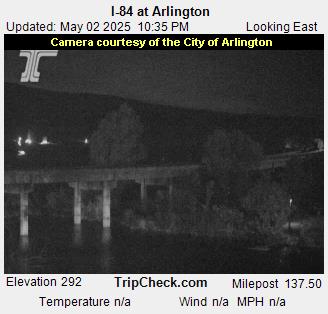 I-84 at Arlington
Updated: May 02 2025 10:35 PM Looking East
Camera courtesy of the City of Arlington
Elevation 292 TripCheck.com Milepost 137.50
Temperature n/a Wind n/a MPH n/a